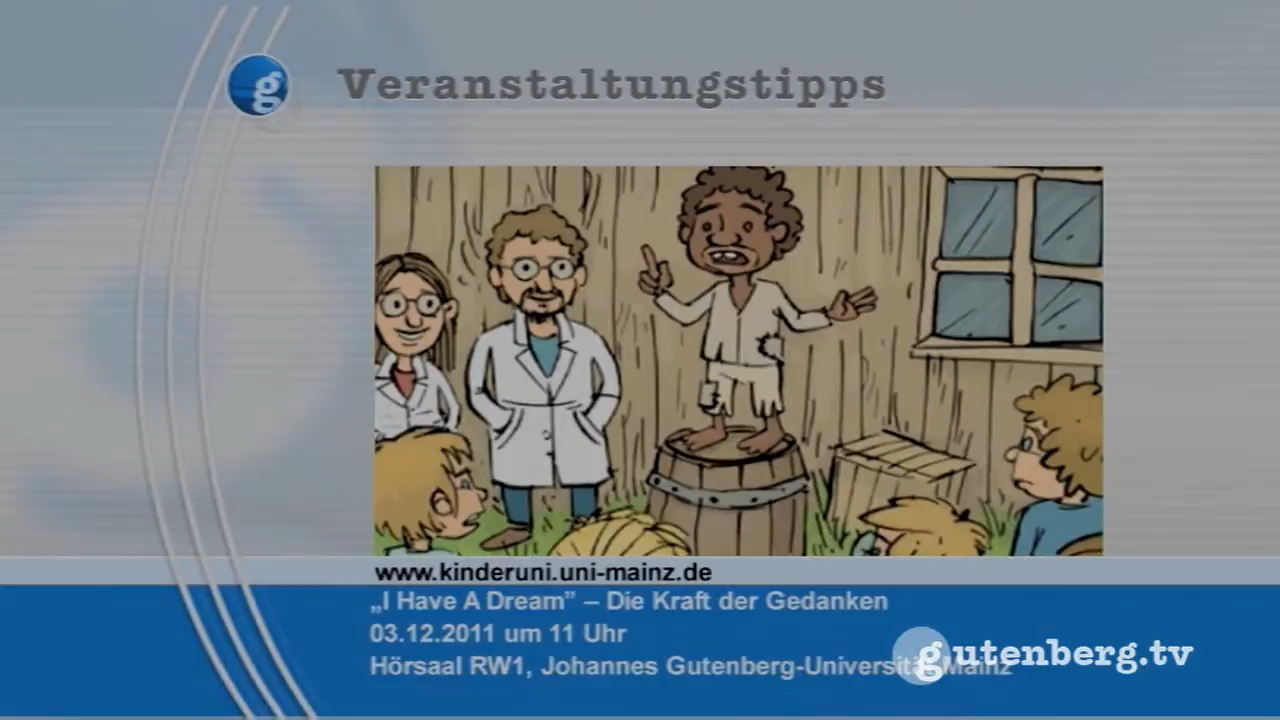 g
Veranstaltungstipps
www.kinderuni.uni-mainz.de
„I Have A Dream” – Die Kraft der Gedanken
03.12.2011 um 11 Uhr
Hörsaal RW1, Johannes Gutenberg-Universität Mainz
gutenberg.tv